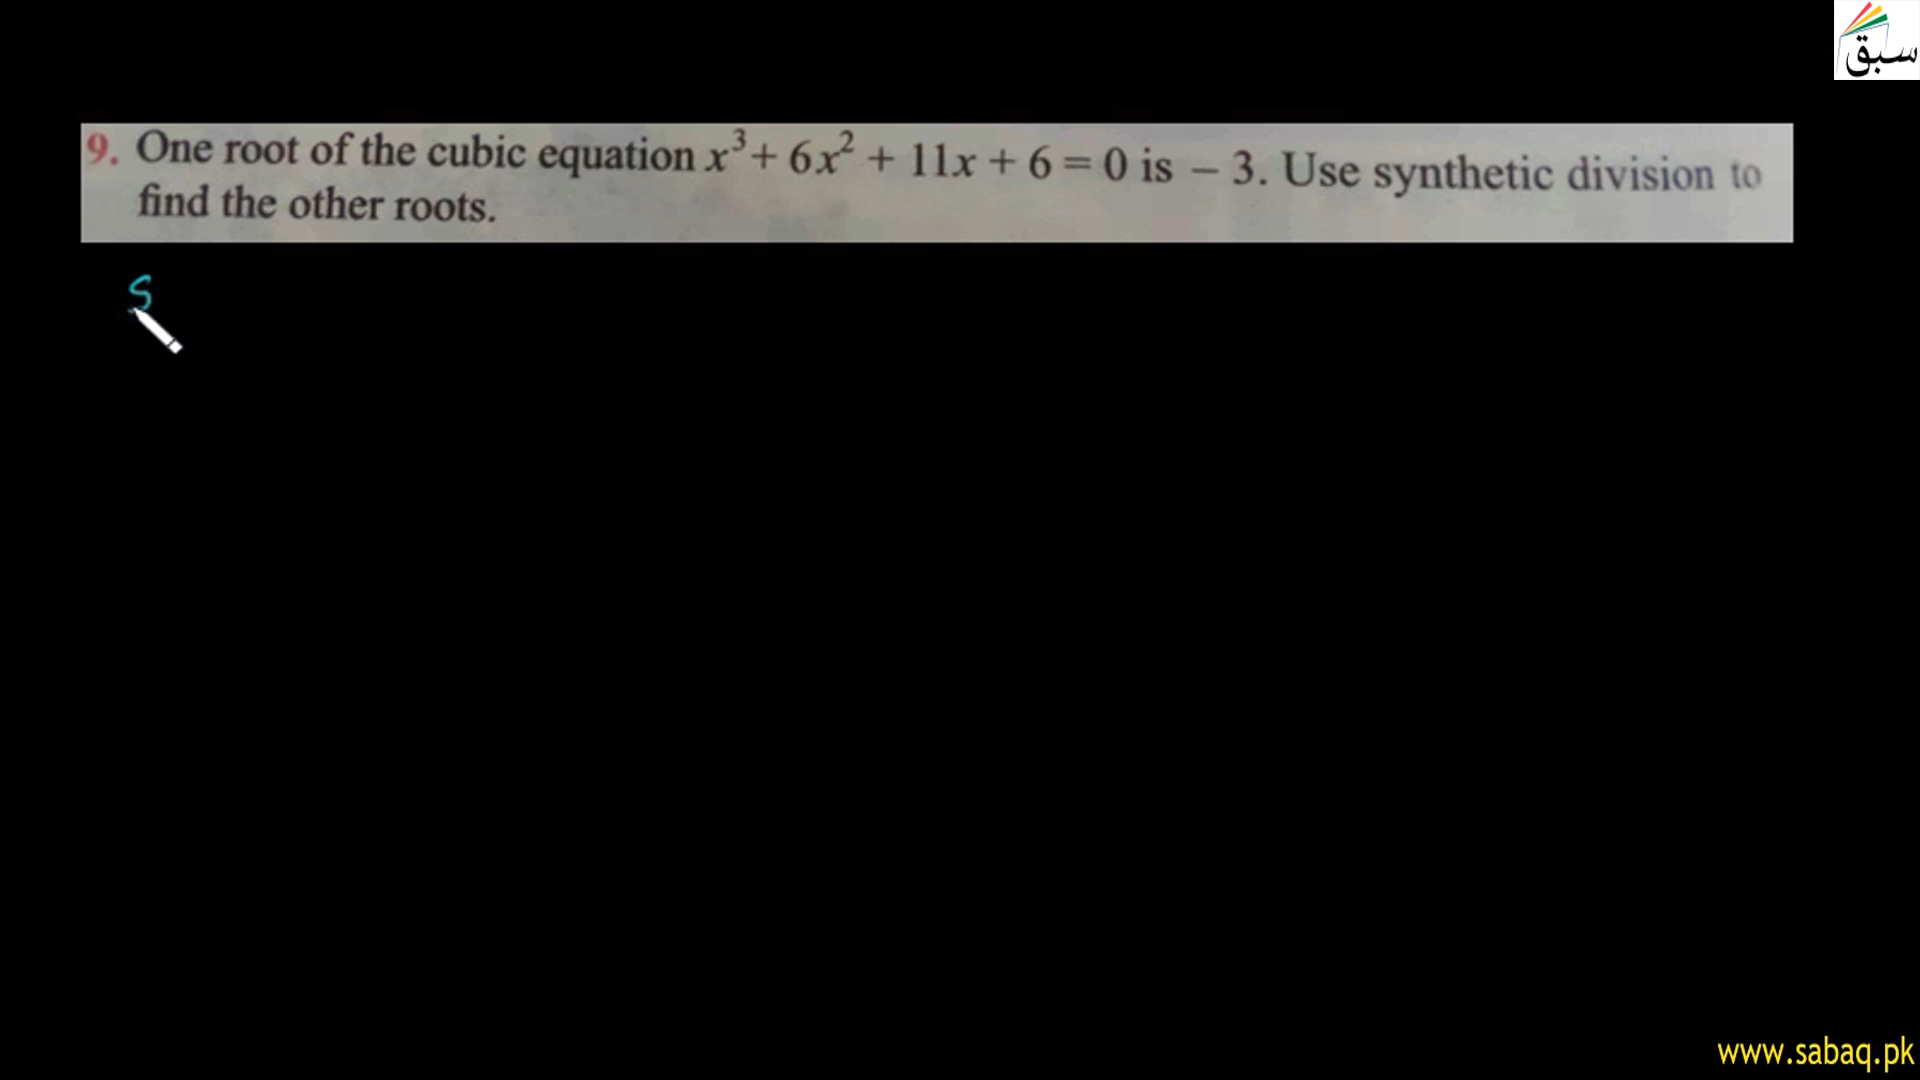 سبق
9. One root of the cubic equation x³ + 6x² + 11x + 6 = 0 is – 3. Use synthetic division to
find the other roots.
S
www.sabaq.pk